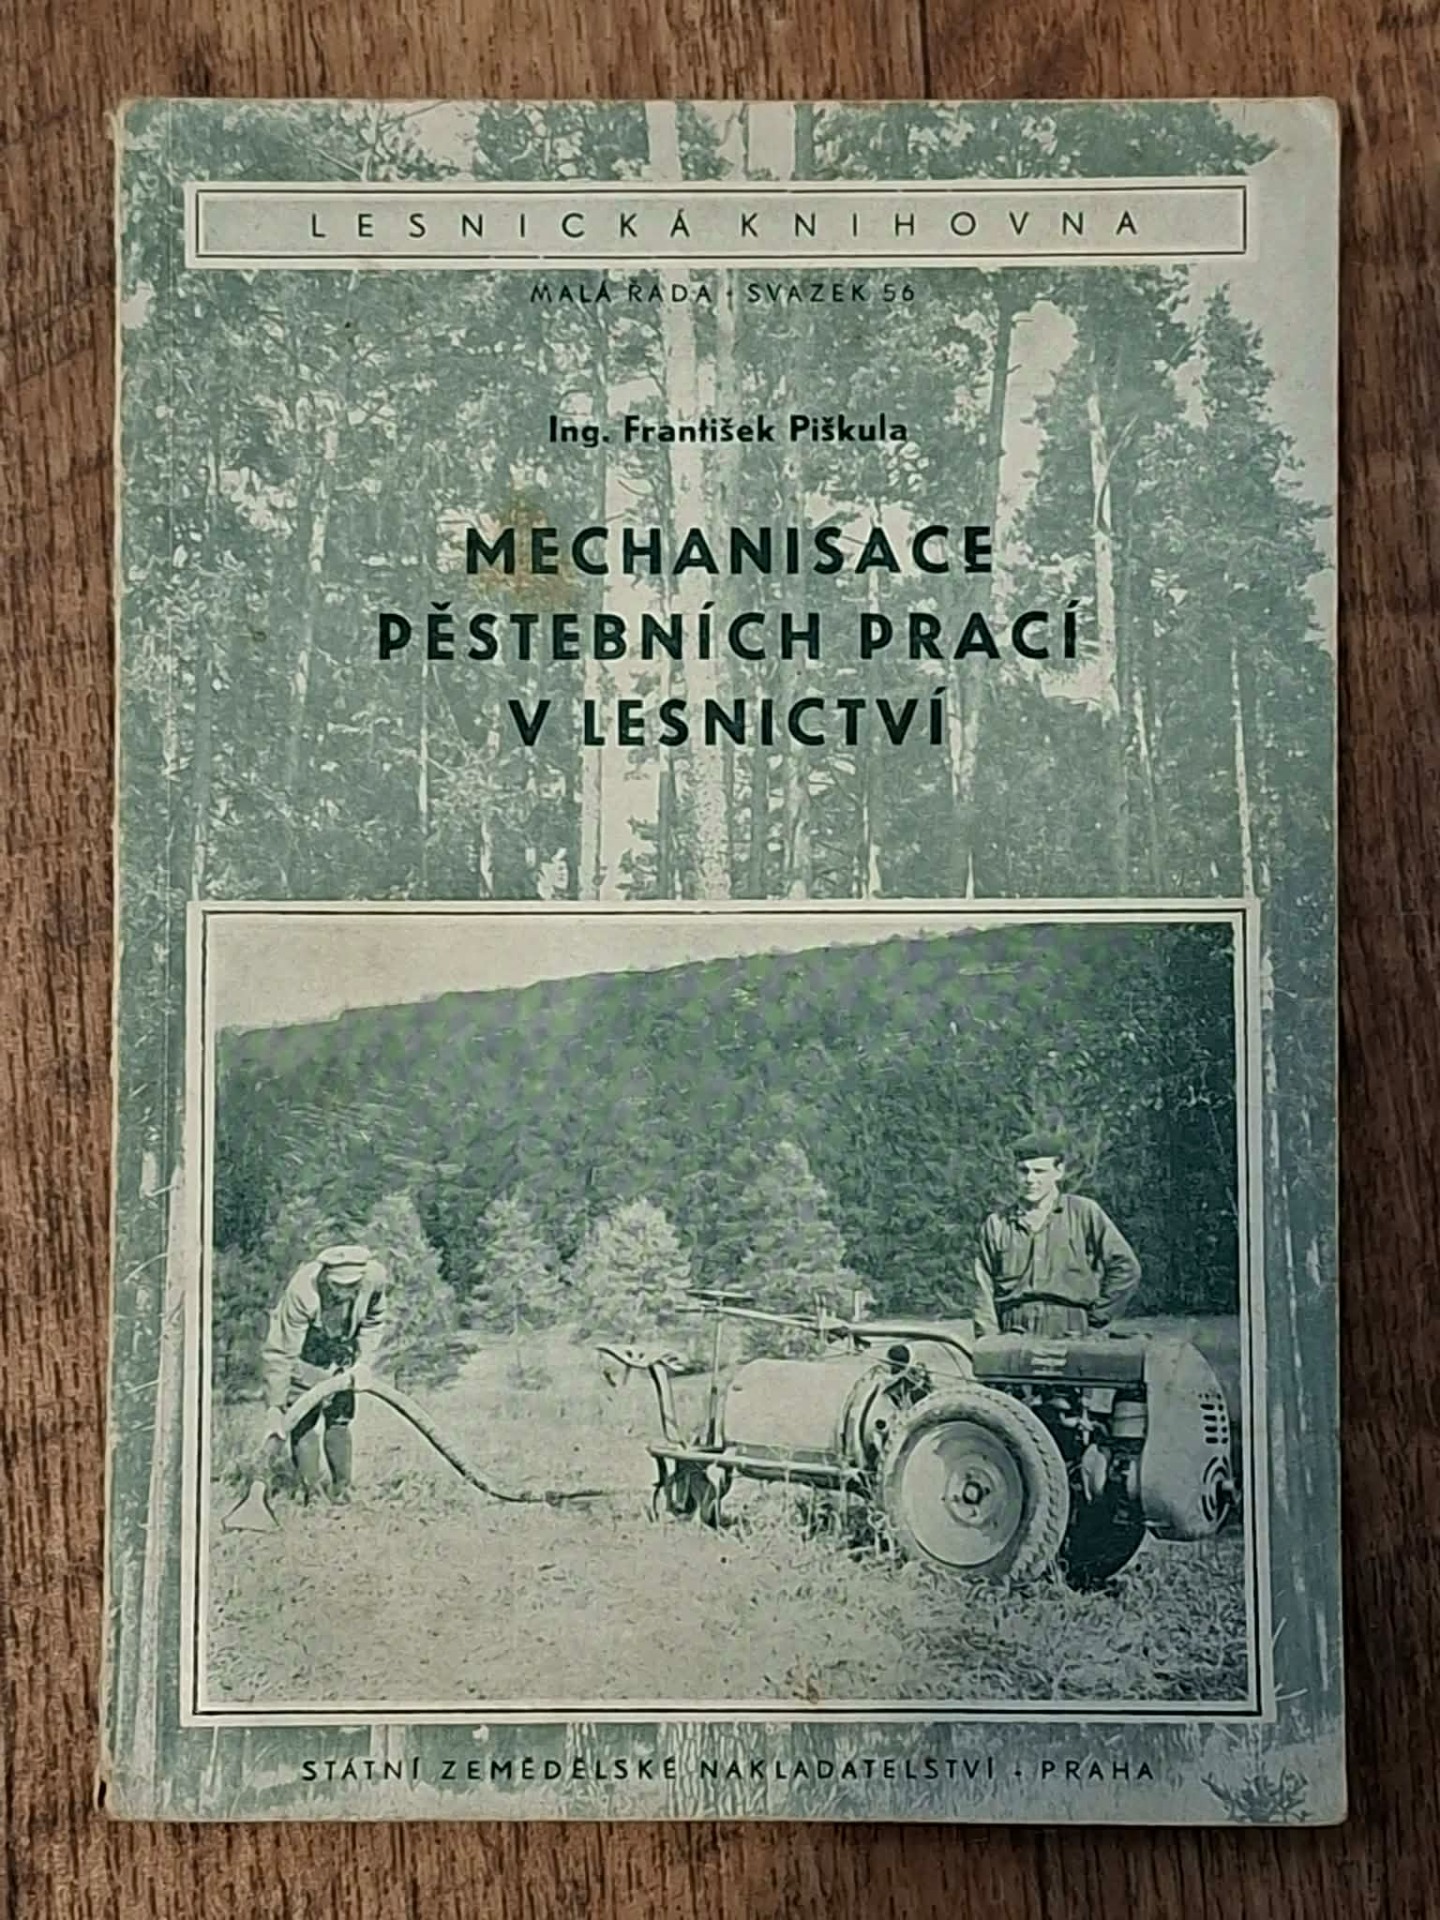 LESNICKÁ KNIHOVNA
MALÁ ŘADA · SVAZEK 56
Ing. František Piškula
MECHANISACE
PĚSTEBNÍCH PRACÍ
V LESNICTVÍ
STÁTNÍ ZEMĚDĚLSKÉ NAKLADATELSTVÍ · PRAHA